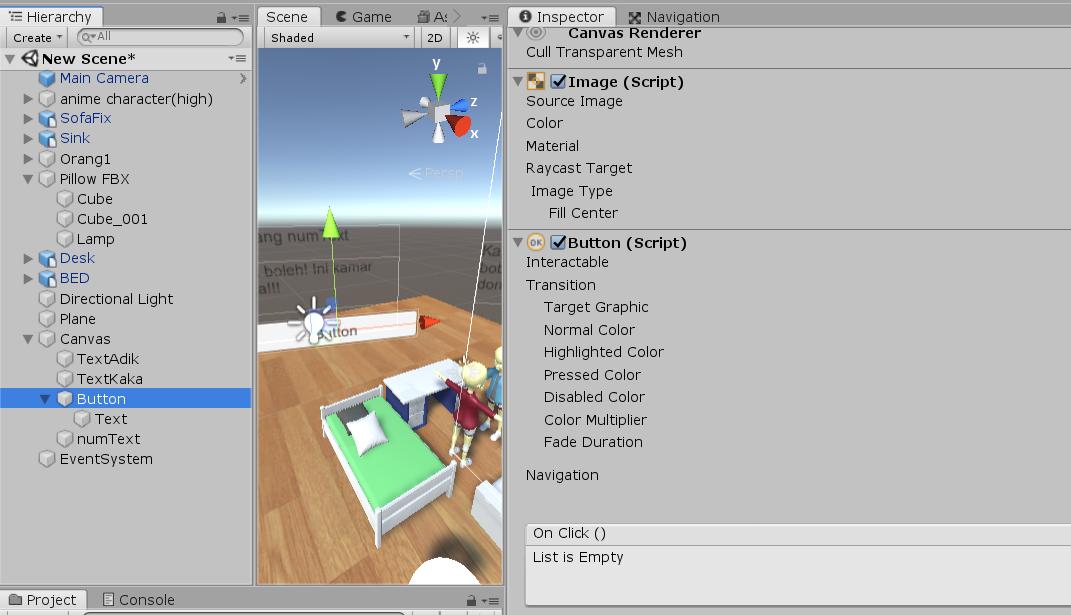 Hierarchy
Create
All
New Scene*
Main Camera
anime character(high)
SofaFix
Sink
Orang1
Pillow FBX
Cube
Cube_001
Lamp
Desk
BED
Directional Light
Plane
Canvas
TextAdik
TextKaka
Button
Text
numText
EventSystem
Project
Console
Scene
Game
Shaded
2D
y
z
x
Persp
ang numText
boleh! Ini kamar
Inspector
Navigation
Canvas Renderer
Cull Transparent Mesh
Image (Script)
Source Image
Color
Material
Raycast Target
Image Type
Fill Center
OK
Button (Script)
Interactable
Transition
Target Graphic
Normal Color
Highlighted Color
Pressed Color
Disabled Color
Color Multiplier
Fade Duration
Navigation
On Click ()
List is Empty